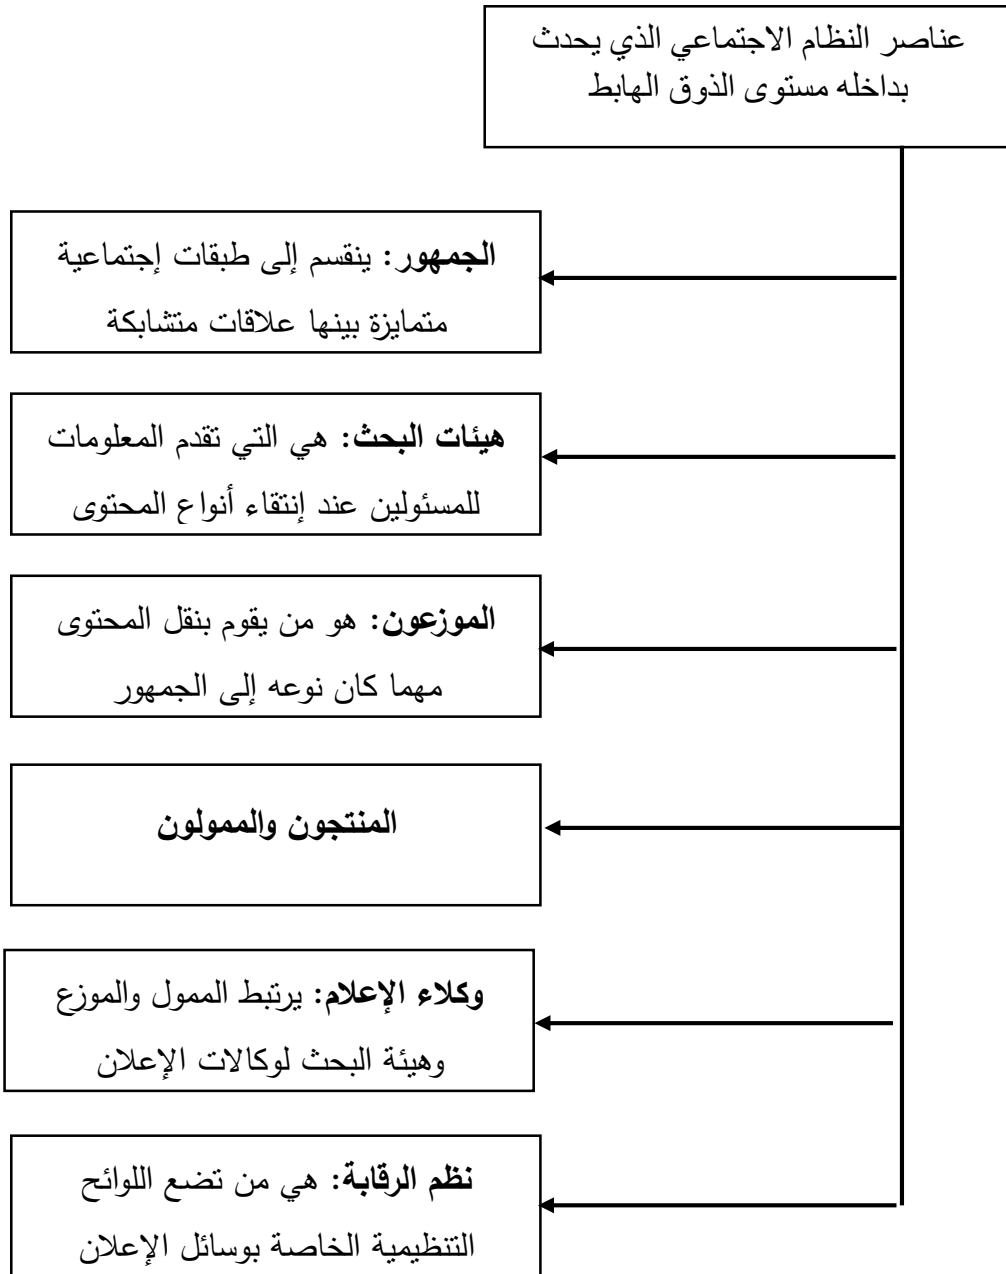 عناصر النظام الاجتماعي الذي يحدث
بداخله مستوى الذوق الهابط
الجمهور: ينقسم إلى طبقات إجتماعية
متمايزة بينها علاقات متشابكة
هيئات البحث: هي التي تقدم المعلومات
للمسئولين عند إنتقاء أنواع المحتوى
الموزعون: هو من يقوم بنقل المحتوى
مهما كان نوعه إلى الجمهور
المنتجون والممولون
وكلاء الإعلام: يرتبط الممول والموزع
وهيئة البحث لوكالات الإعلان
نظم الرقابة: هي من تضع اللوائح
التنظيمية الخاصة بوسائل الإعلان